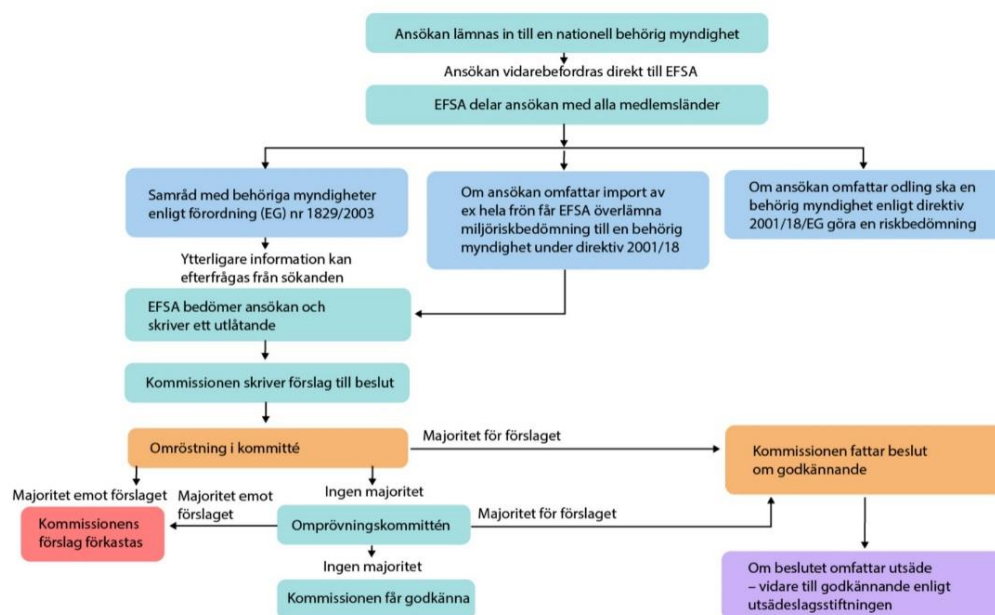 Ansökan lämnas in till en nationell behörig myndighet
Ansökan vidarebefordras direkt till EFSA
EFSA delar ansökan med alla medlemsländer
Samråd med behöriga myndigheter
enligt förordning (EG) nr 1829/2003
Om ansökan omfattar import av
ex hela frön får EFSA överlämna
miljöriskbedömning till en behörig
myndighet under direktiv 2001/18
Om ansökan omfattar odling ska en
behörig myndighet enligt direktiv
2001/18/EG göra en riskbedömning
Ytterligare information kan
efterfrågas från sökanden
EFSA bedömer ansökan och
skriver ett utlåtande
Kommissionen skriver förslag till beslut
Omröstning i kommitté
Majoritet för förslaget
Kommissionen fattar beslut
om godkännande
Majoritet emot förslaget
Ingen majoritet
Kommissionens
förslag förkastas
Majoritet emot
förslaget
Omprövningskommittén
Majoritet för förslaget
Ingen majoritet
Kommissionen får godkänna
Om beslutet omfattar utsäde
– vidare till godkännande enligt
utsädeslagsstiftningen